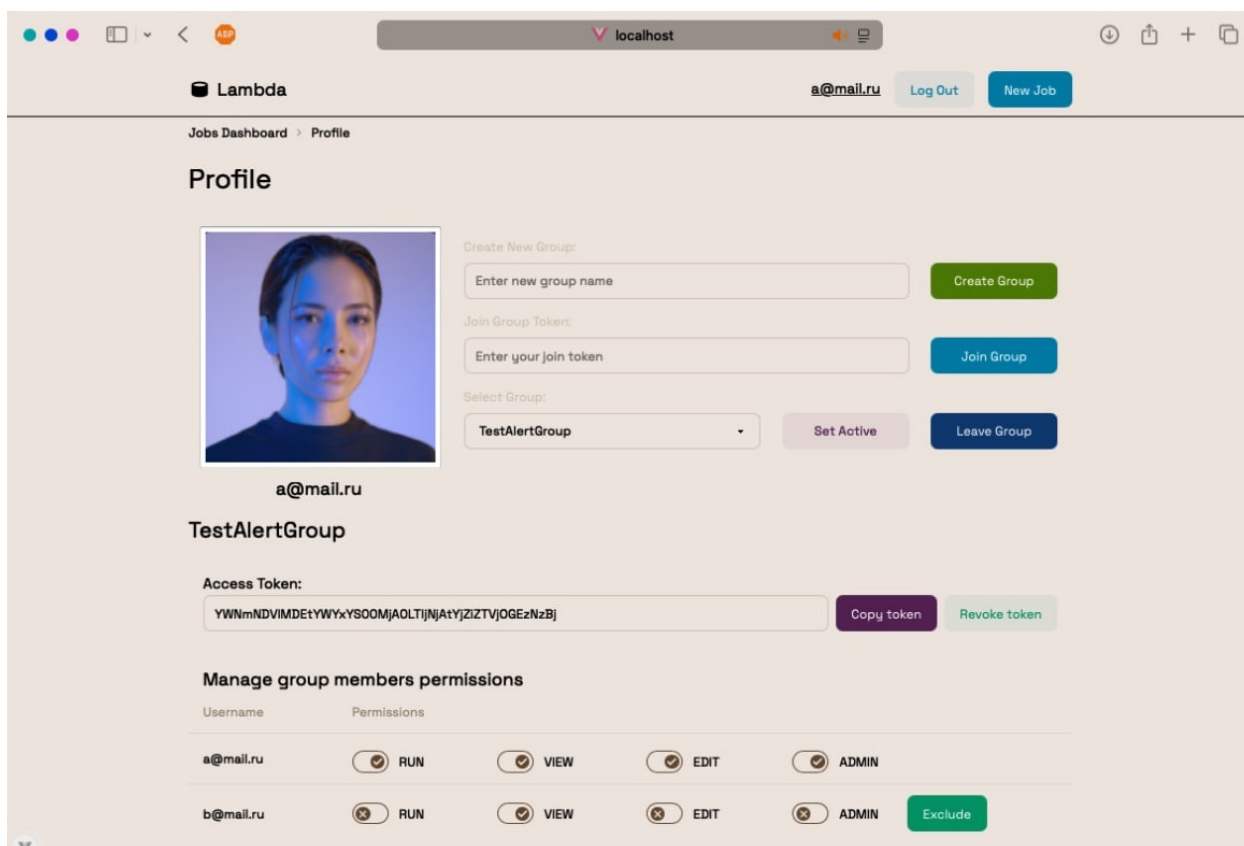 ABP
localhost
Lambda
a@mail.ru Log Out New Job
Jobs Dashboard > Profile
Profile
Create New Group:
Enter new group name Create Group
Join Group Token:
Enter your join token Join Group
Select Group:
TestAlertGroup Set Active Leave Group
a@mail.ru
TestAlertGroup
Access Token:
YWNmNDVlMDEtYWYxYS00MjA0LTljNjAtYjZiZTVjOGEzNzBj Copy token Revoke token
Manage group members permissions
Username Permissions
a@mail.ru RUN VIEW EDIT ADMIN
b@mail.ru RUN VIEW EDIT ADMIN Exclude